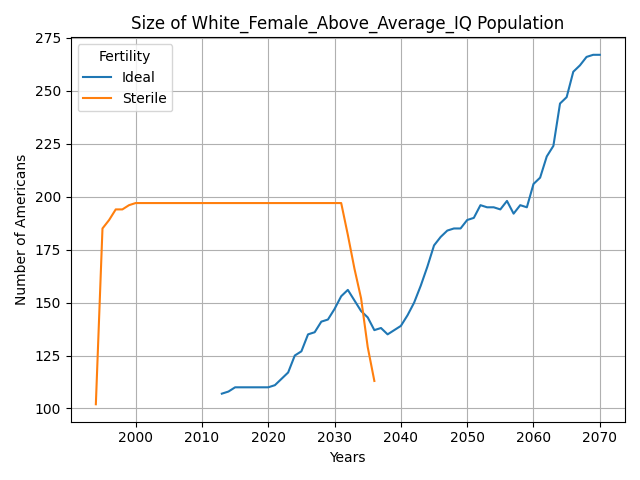 Size of White_Female_Above_Average_IQ Population
Fertility
Ideal
Sterile
Number of Americans
275
250
225
200
175
150
125
100
2000 2010 2020 2030 2040 2050 2060 2070
Years